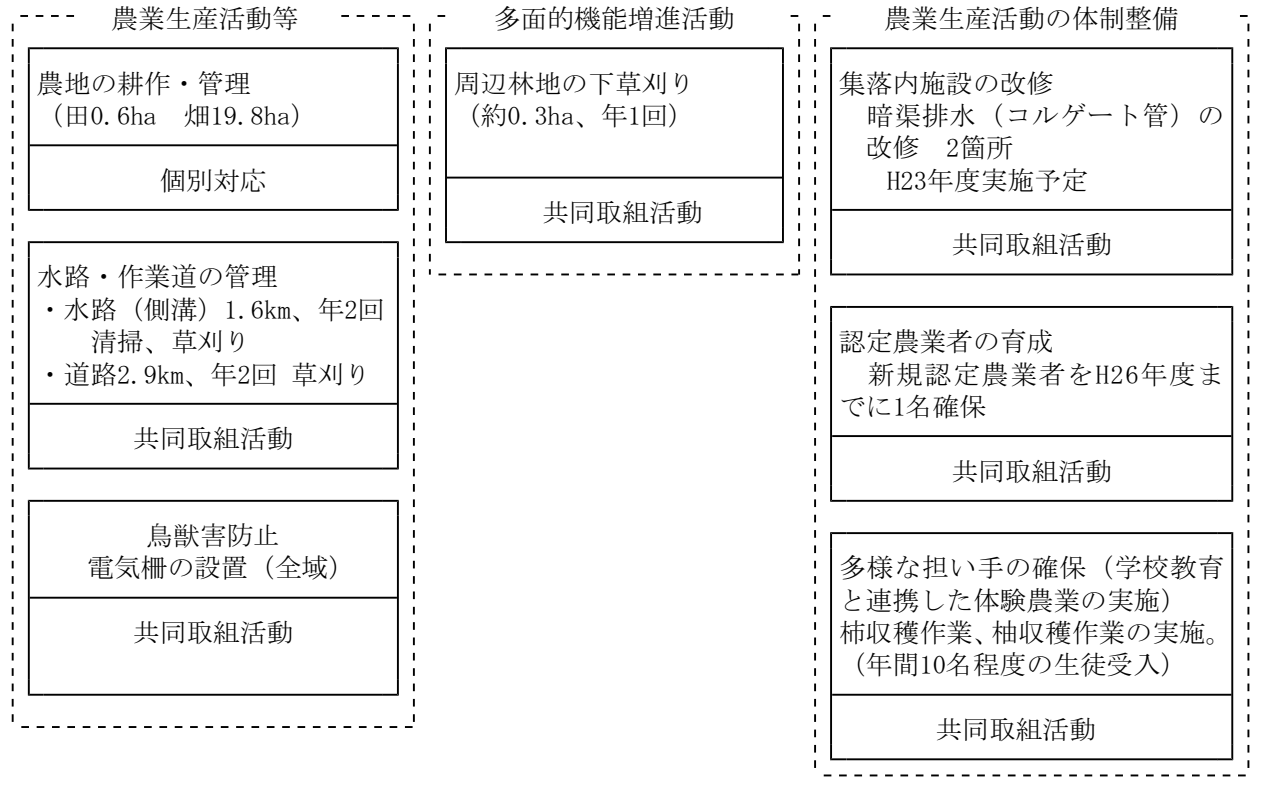 農業生産活動等
農地の耕作・管理
（田0.6ha　畑19.8ha）
個別対応
水路・作業道の管理
・水路（側溝）1.6km、年2回
清掃、草刈り
・道路2.9km、年2回 草刈り
共同取組活動
鳥獣害防止
電気柵の設置（全域）
共同取組活動
多面的機能増進活動
周辺林地の下草刈り
（約0.3ha、年1回）
共同取組活動
農業生産活動の体制整備
集落内施設の改修
暗渠排水（コルゲート管）の
改修　2箇所
H23年度実施予定
共同取組活動
認定農業者の育成
新規認定農業者をH26年度ま
でに1名確保
共同取組活動
多様な担い手の確保（学校教育
と連携した体験農業の実施）
柿収穫作業、柚収穫作業の実施。
（年間10名程度の生徒受入）
共同取組活動